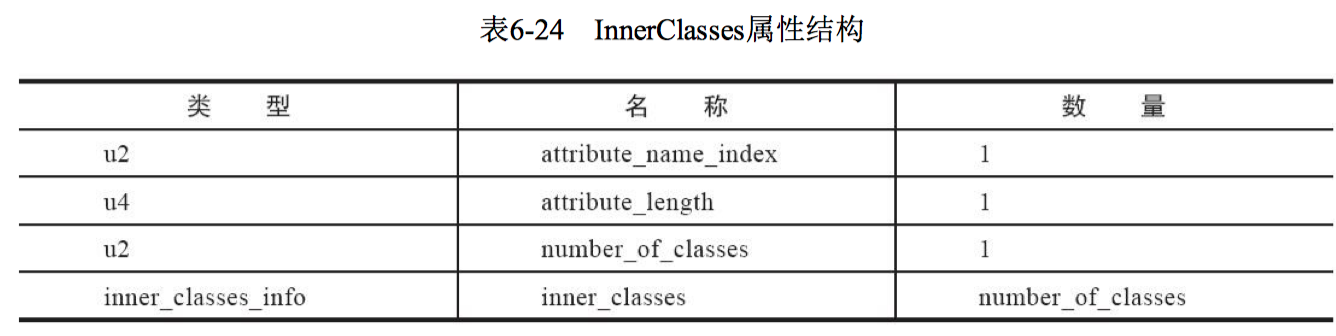 表6-24 InnerClasses属性结构
类 型 名 称 数 量
u2 attribute_name_index 1
u4 attribute_length 1
u2 number_of_classes 1
inner_classes_info inner_classes number_of_classes